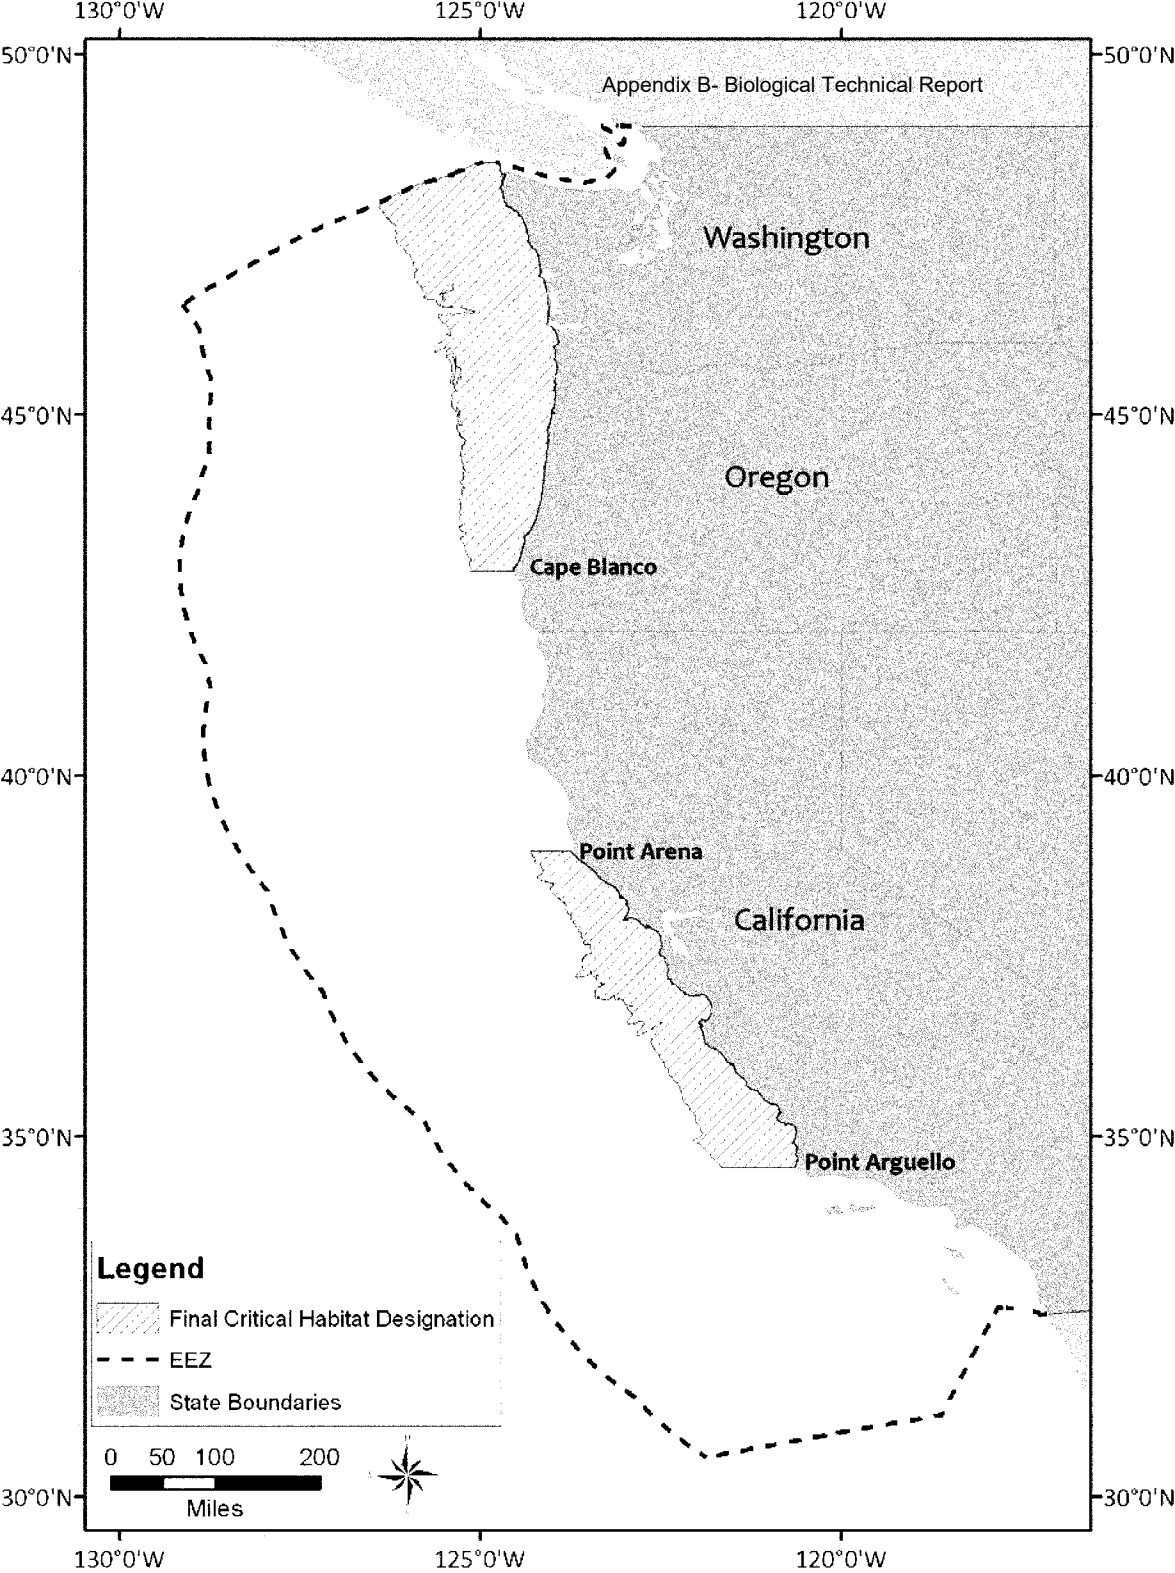 130°0'W 125°0'W 120°0'W
50°0'N 50°0'N
Appendix B- Biological Technical Report
Washington
45°0'N 45°0'N
Oregon
Cape Blanco
40°0'N 40°0'N
Point Arena
California
35°0'N 35°0'N
Point Arguello
Legend
Final Critical Habitat Designation
EEZ
State Boundaries
0 50 100 200
Miles
30°0'N 30°0'N
130°0'W 125°0'W 120°0'W